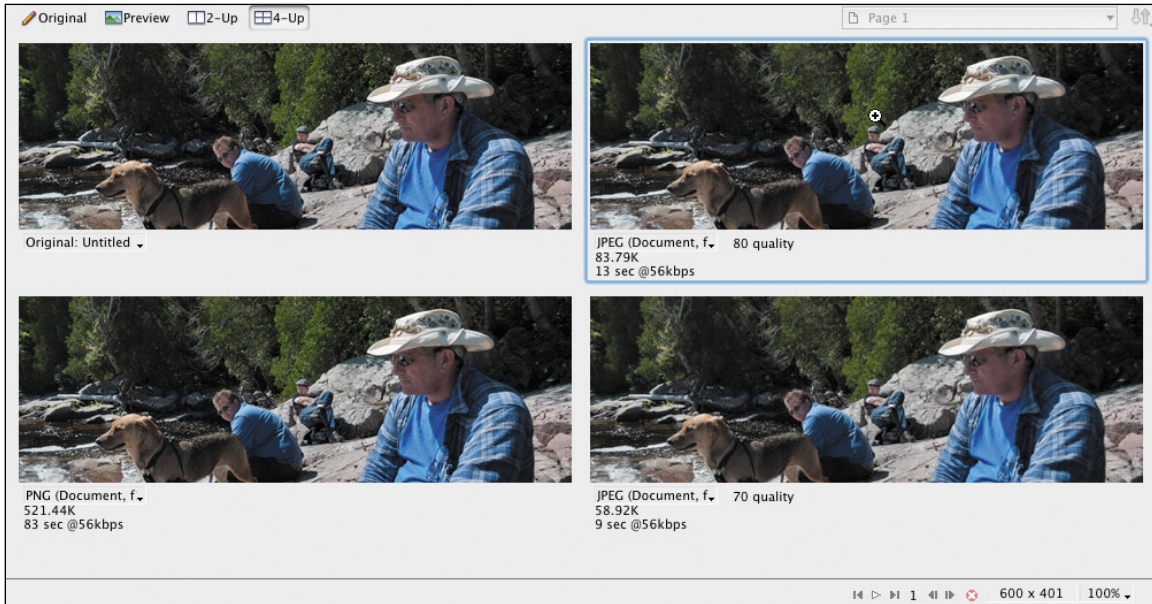 Original Preview 2-Up 4-Up Page 1
Original: Untitled
JPEG (Document, f 80 quality
83.79K
13 sec @56kbps
PNG (Document, f
521.44K
83 sec @56kbps
JPEG (Document, f 70 quality
58.92K
9 sec @56kbps
1 600 x 401 100%